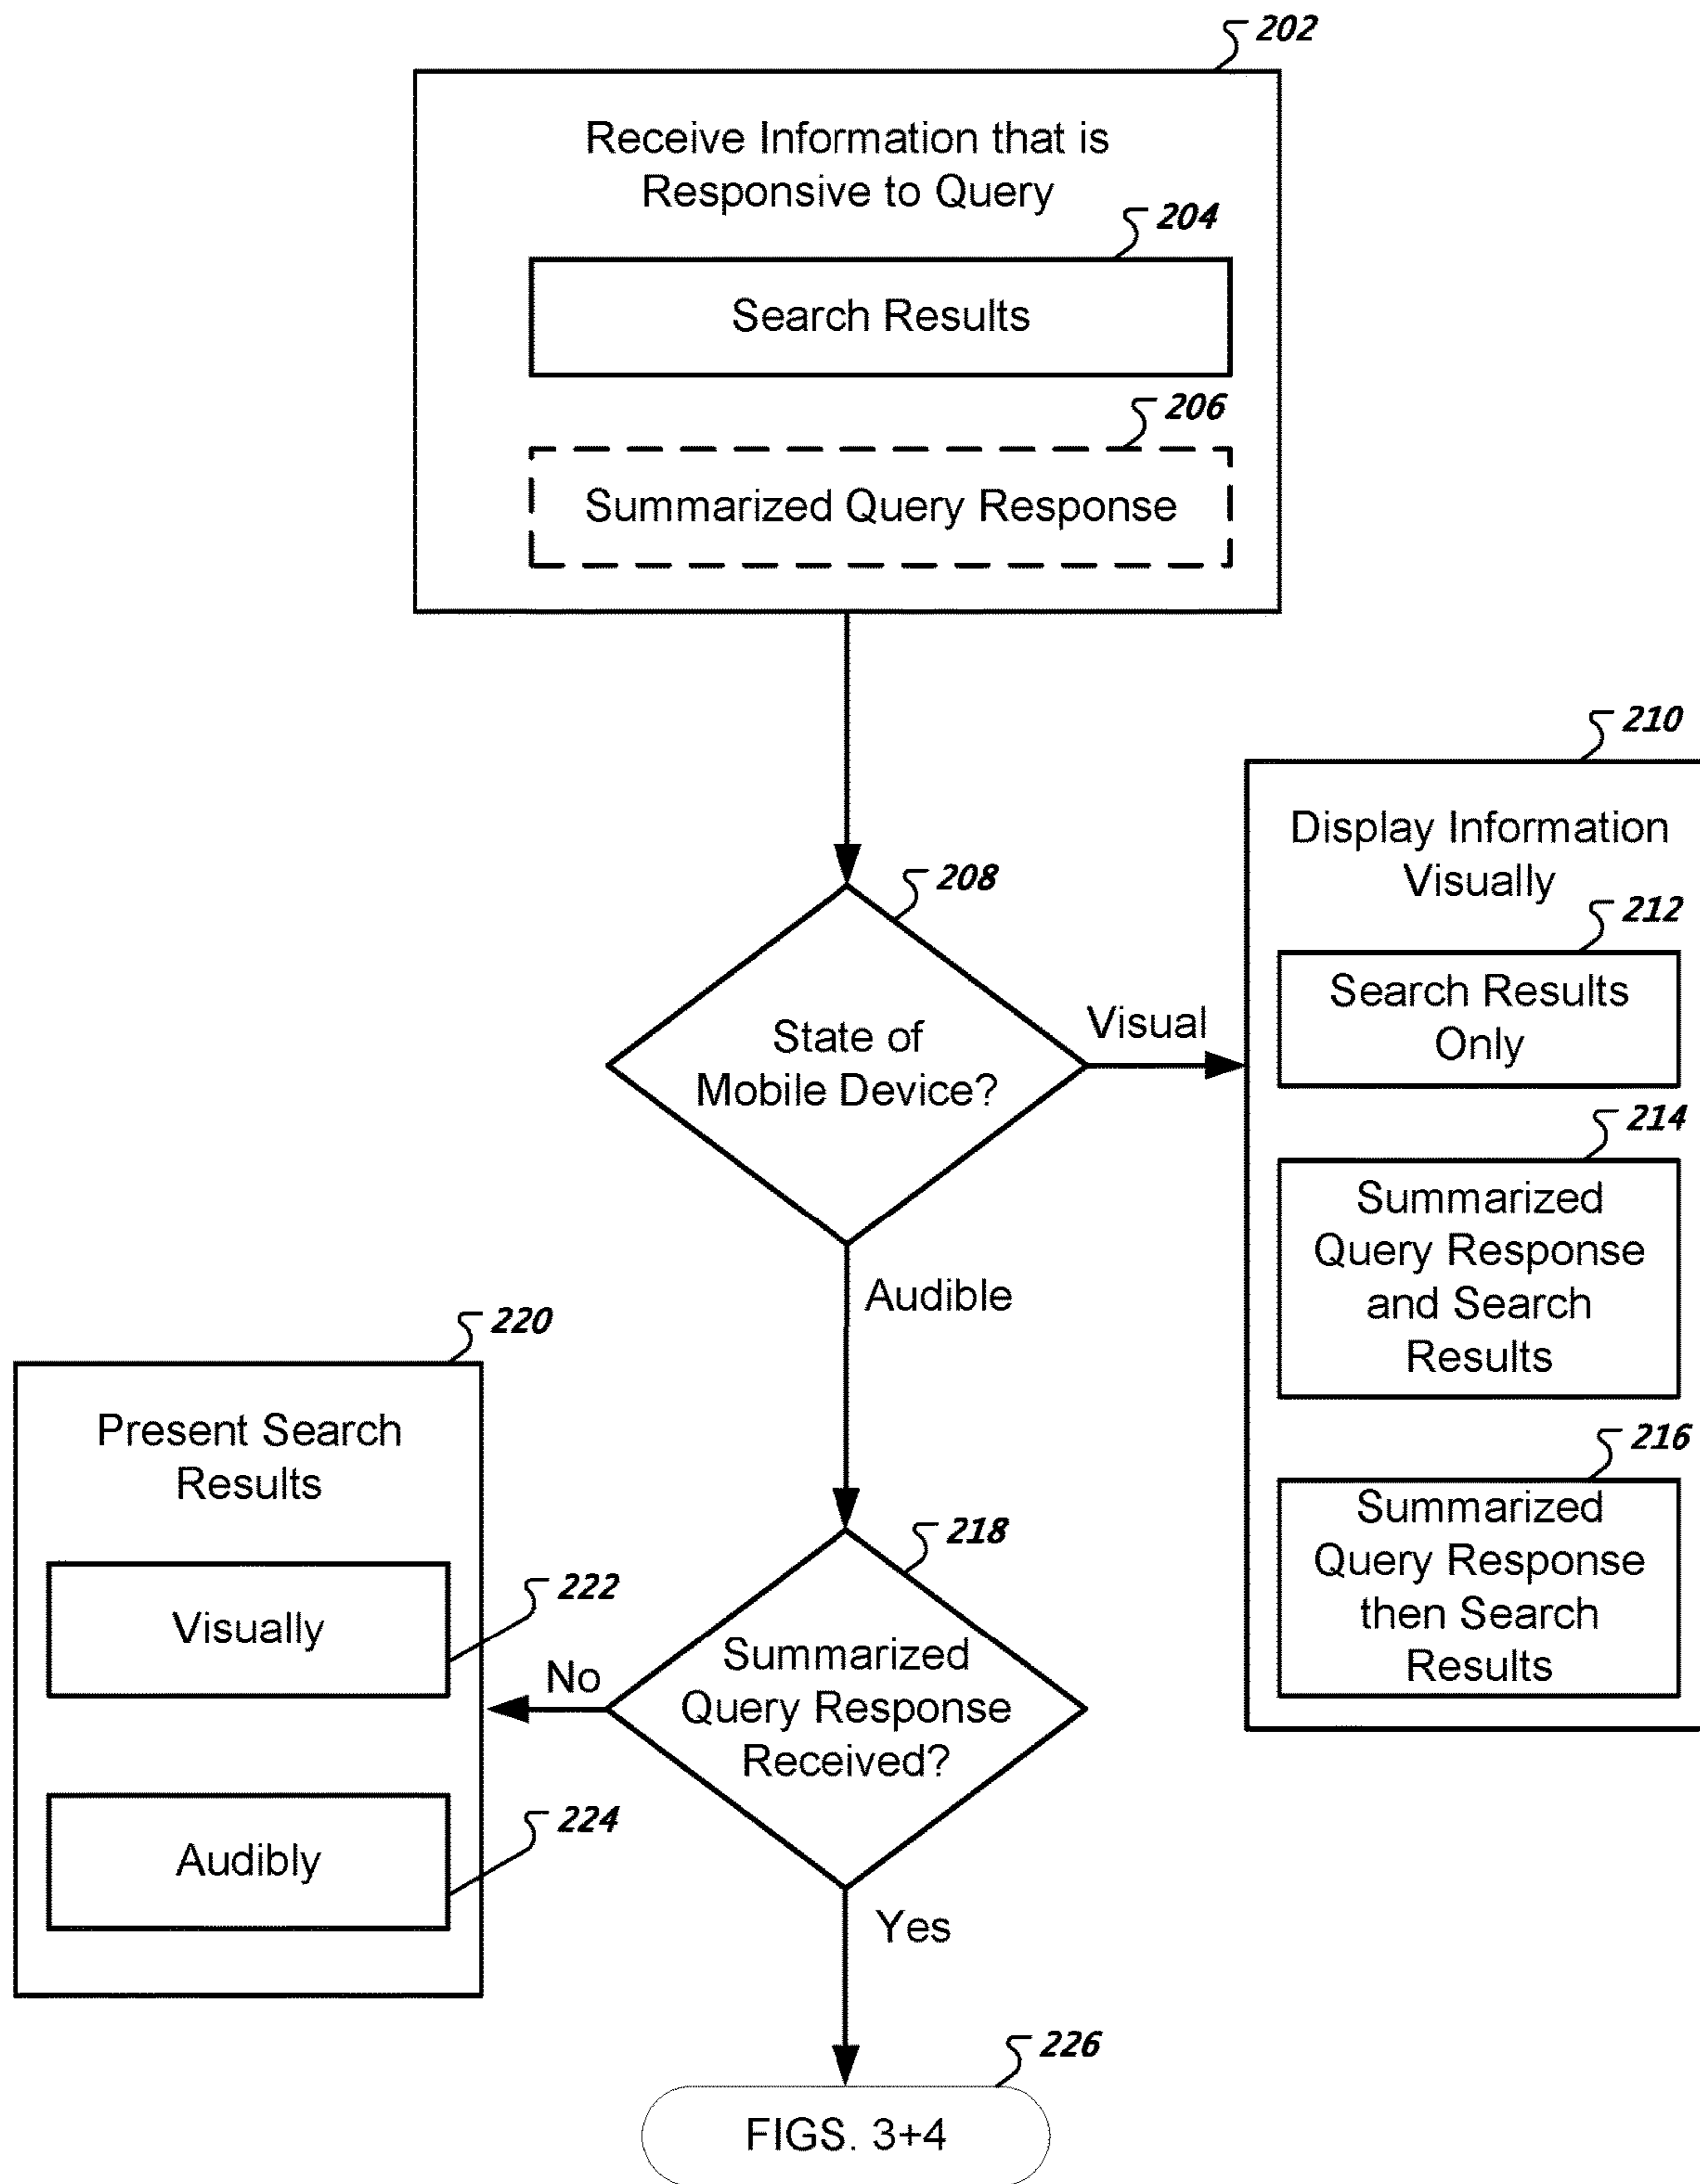 202
Receive Information that is
Responsive to Query
204
Search Results
206
Summarized Query Response
208
State of
Mobile Device?
Visual
210
Display Information
Visually
212
Search Results
Only
214
Summarized
Query Response
and Search
Results
216
Summarized
Query Response
then Search
Results
Audible
218
Summarized
Query Response
Received?
No
220
Present Search
Results
222
Visually
224
Audibly
Yes
226
FIGS. 3+4